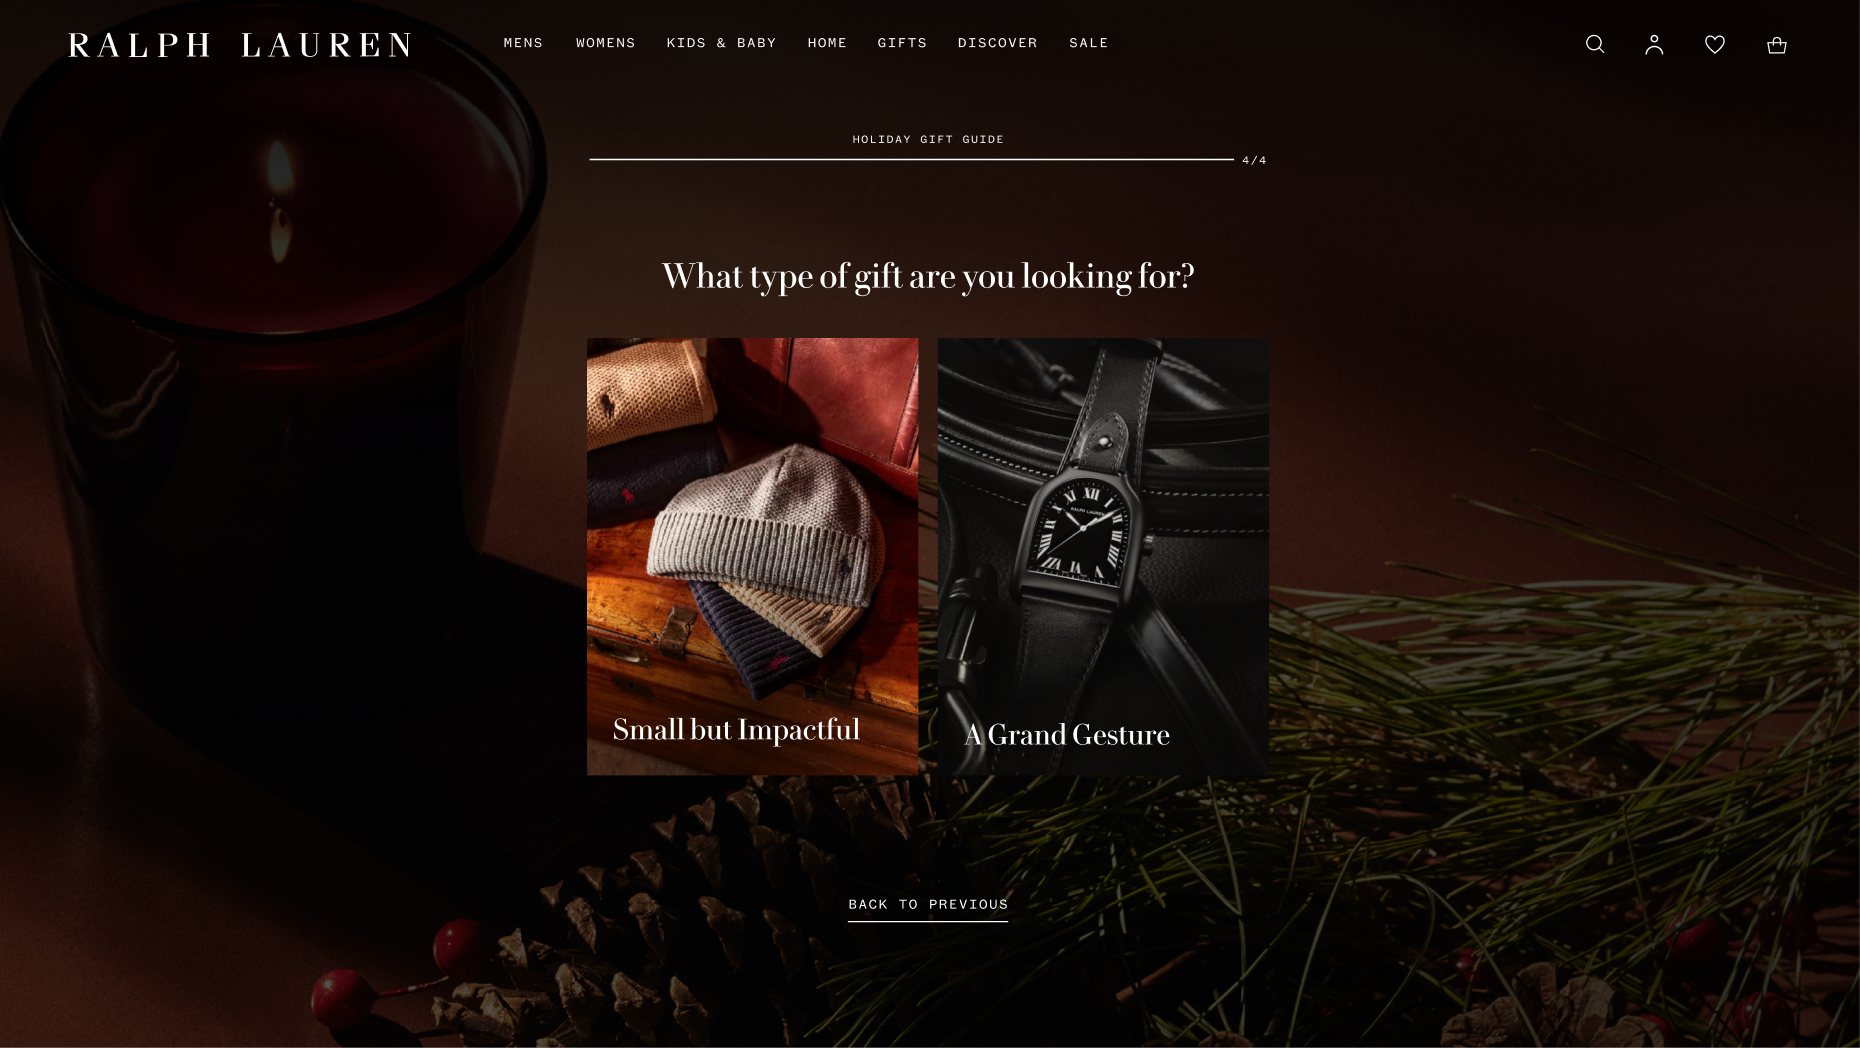 RALPH LAUREN
MENS WOMENS KIDS & BABY HOME GIFTS DISCOVER SALE
HOLIDAY GIFT GUIDE
4/4
What type of gift are you looking for?
XII
RALPH LAUREN
Small but Impactful
A Grand Gesture
BACK TO PREVIOUS